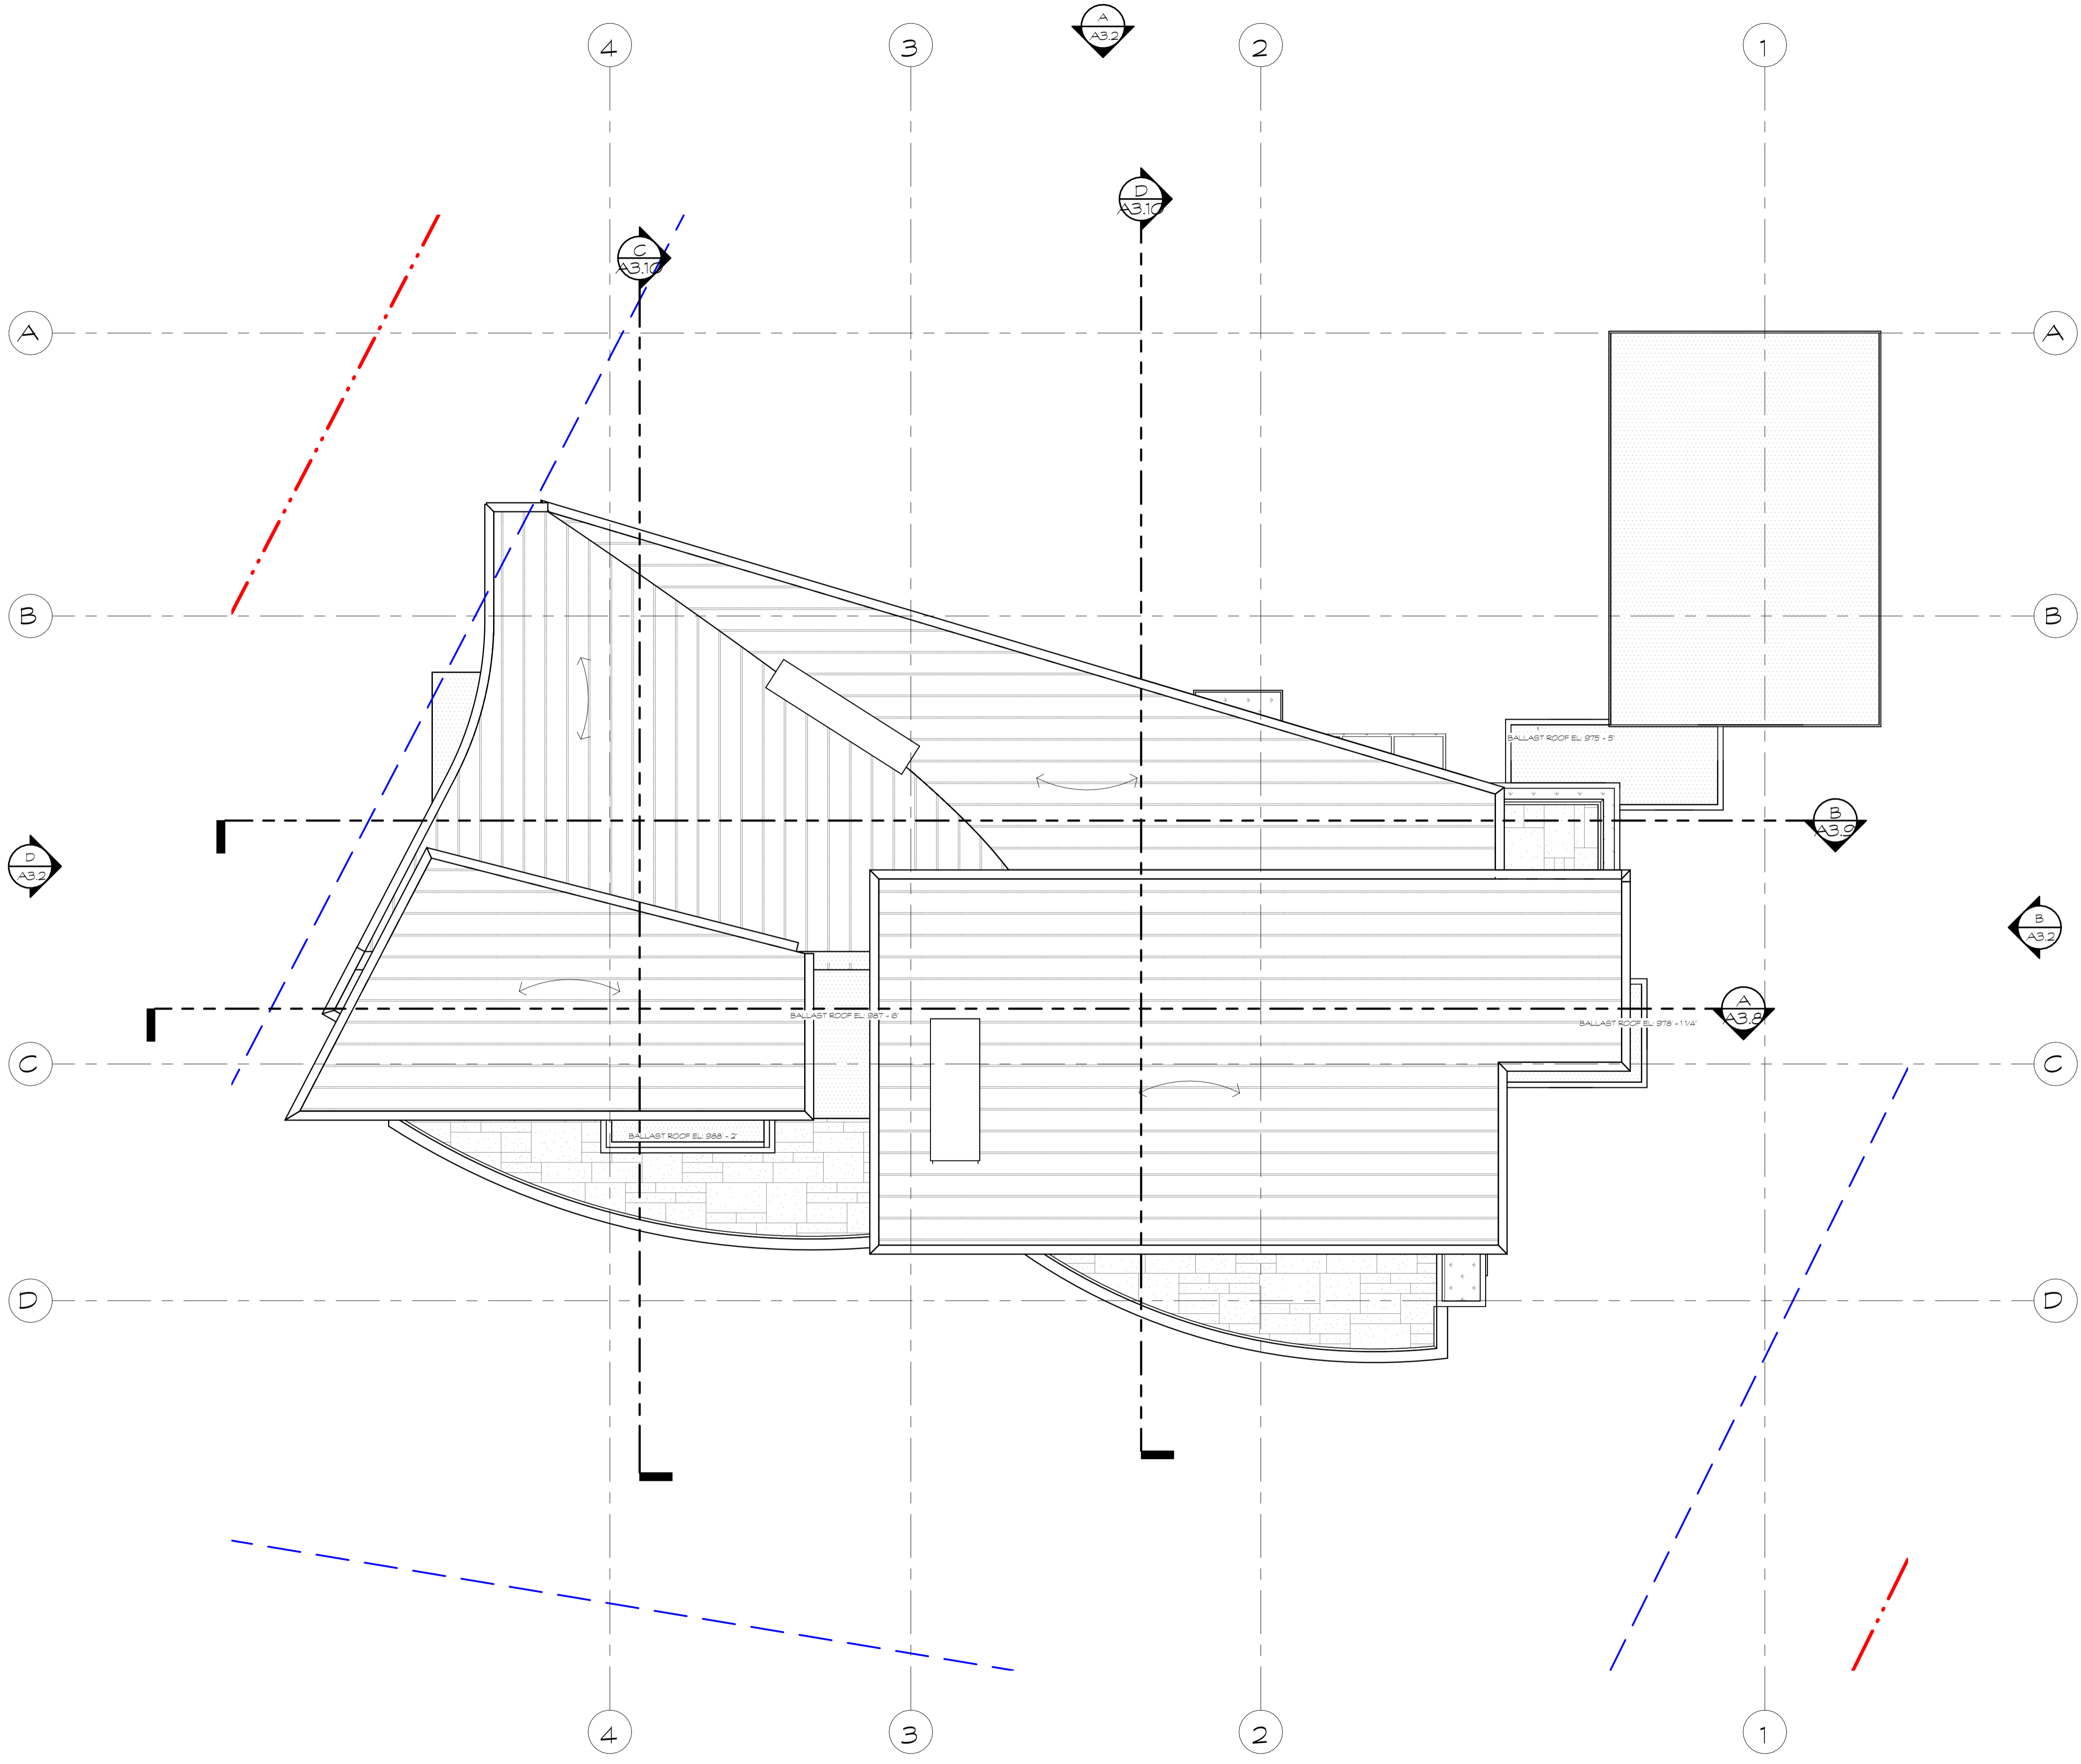 A
A3.2
4
3
2
1
D
A3.10
C
A3.10
A
A
B
B
BALLAST ROOF EL: 975' - 5"
B
A3.9
D
A3.2
B
A3.2
A
A3.8
BALLAST ROOF EL: 987' - 6"
BALLAST ROOF EL: 978' - 1 1/4"
C
C
BALLAST ROOF EL: 988' - 2"
D
D
4
3
2
1